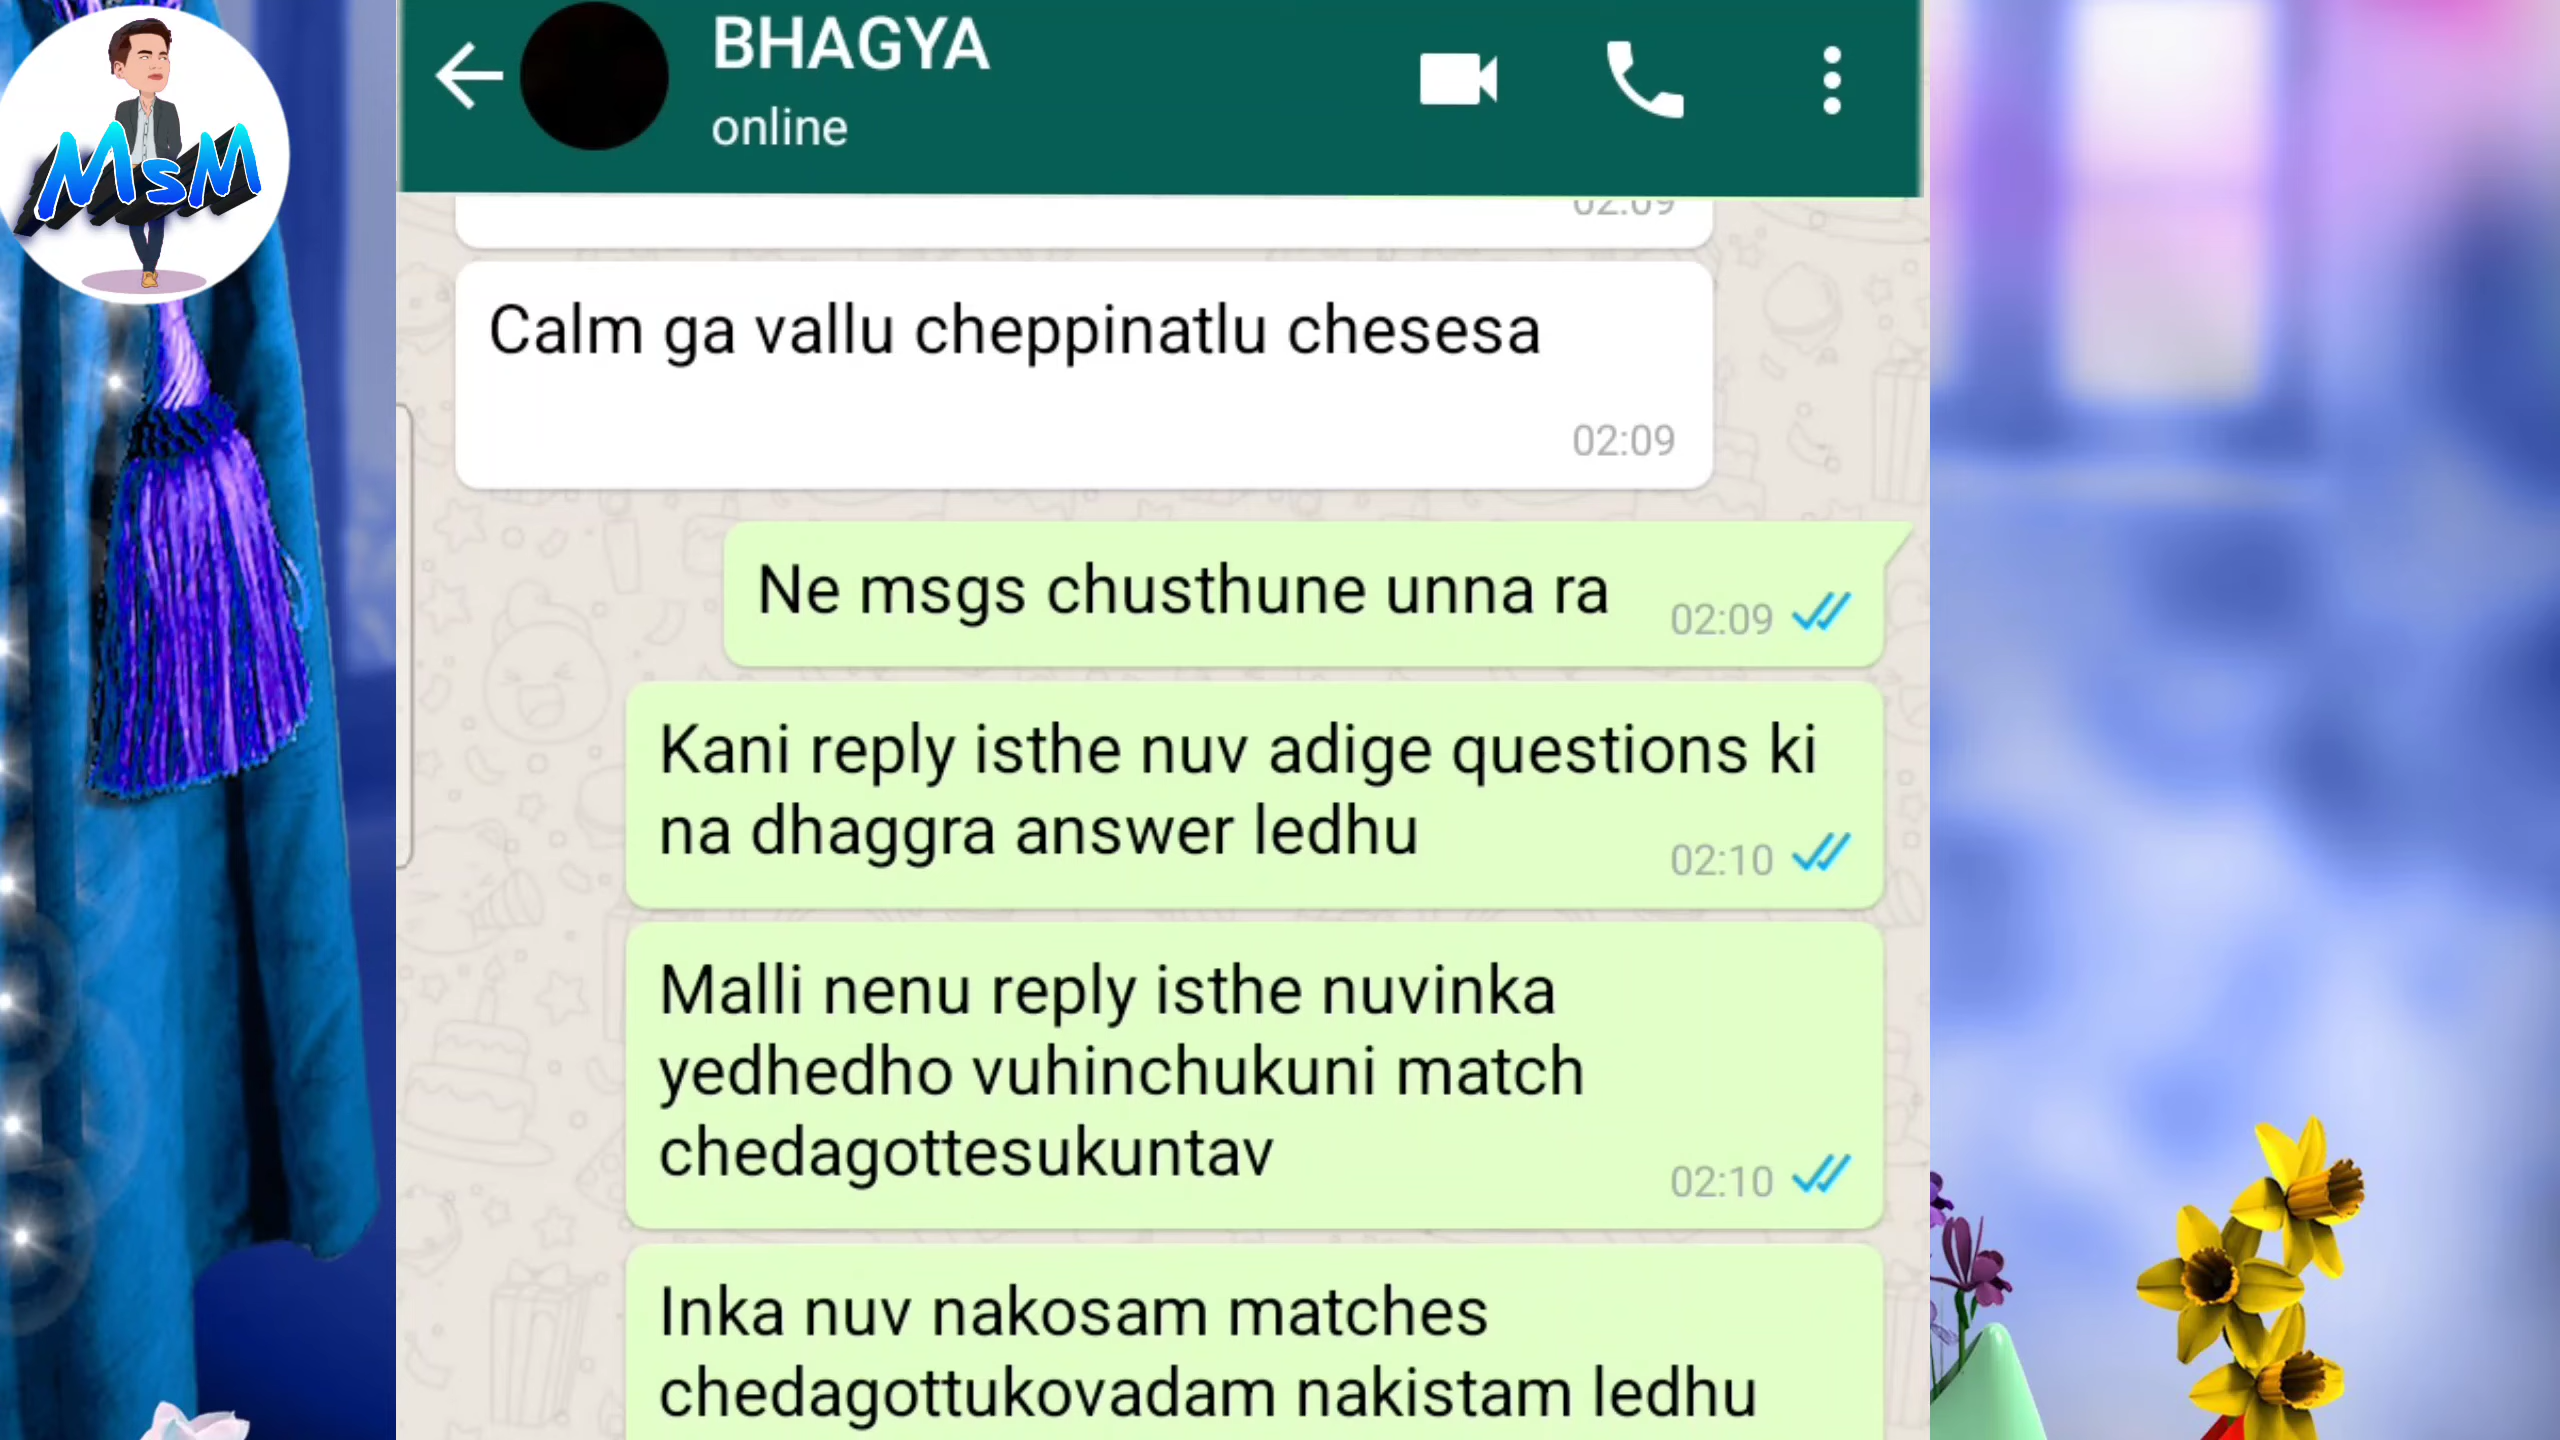 MsM
BHAGYA
online
02:09
Calm ga vallu cheppinatlu chesesa
02:09
Ne msgs chusthune unna ra
02:09
Kani reply isthe nuv adige questions ki
na dhaggra answer ledhu
02:10
Malli nenu reply isthe nuvinka
yedhedho vuhinchukuni match
chedagottesukuntav
02:10
Inka nuv nakosam matches
chedagottukovadam nakistam ledhu